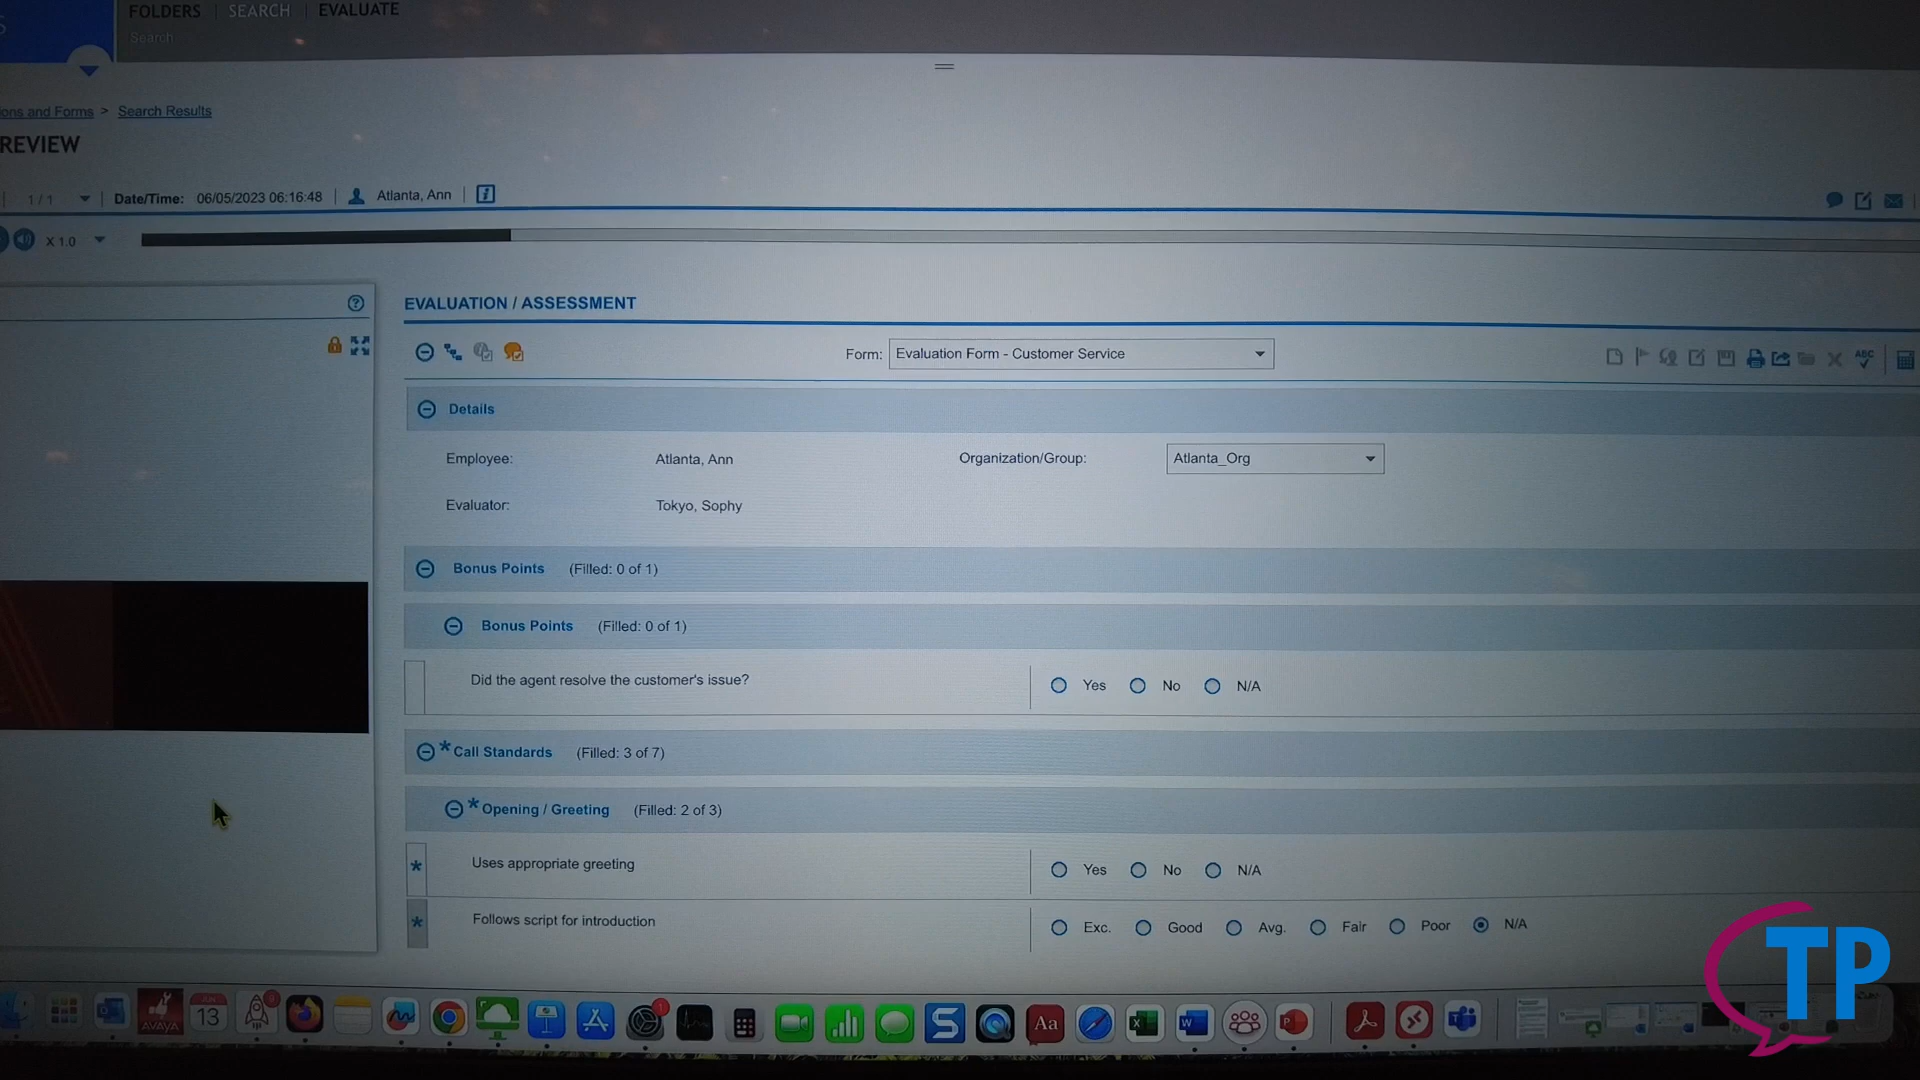 FOLDERS | SEARCH | EVALUATE
Search
ons and Forms > Search Results
REVIEW
1 / 1 Date/Time: 06/05/2023 06:16:48 Atlanta, Ann i
X 1.0
?
EVALUATION / ASSESSMENT
Form: Evaluation Form - Customer Service
ABC
Details
Employee: Atlanta, Ann Organization/Group: Atlanta_Org
Evaluator: Tokyo, Sophy
Bonus Points (Filled: 0 of 1)
Bonus Points (Filled: 0 of 1)
Did the agent resolve the customer's issue? Yes No N/A
*Call Standards (Filled: 3 of 7)
*Opening / Greeting (Filled: 2 of 3)
* Uses appropriate greeting Yes No N/A
* Follows script for introduction Exc. Good Avg. Fair Poor N/A
TP
AVAYA JUN 13 1 S Aa X W P